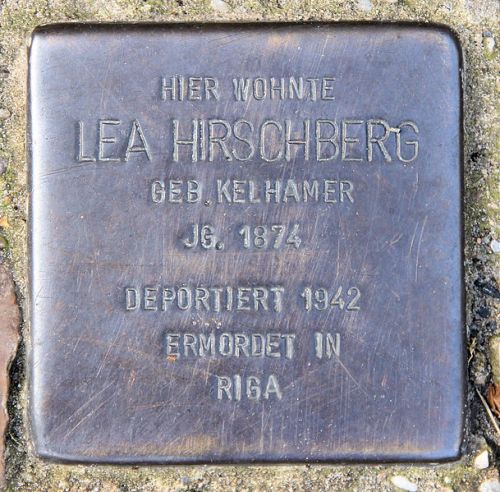 HIER WOHNTE
LEA HIRSCHBERG
GEB. KELHAMER
JG. 1874
DEPORTIERT 1942
ERMORDET IN
RIGA